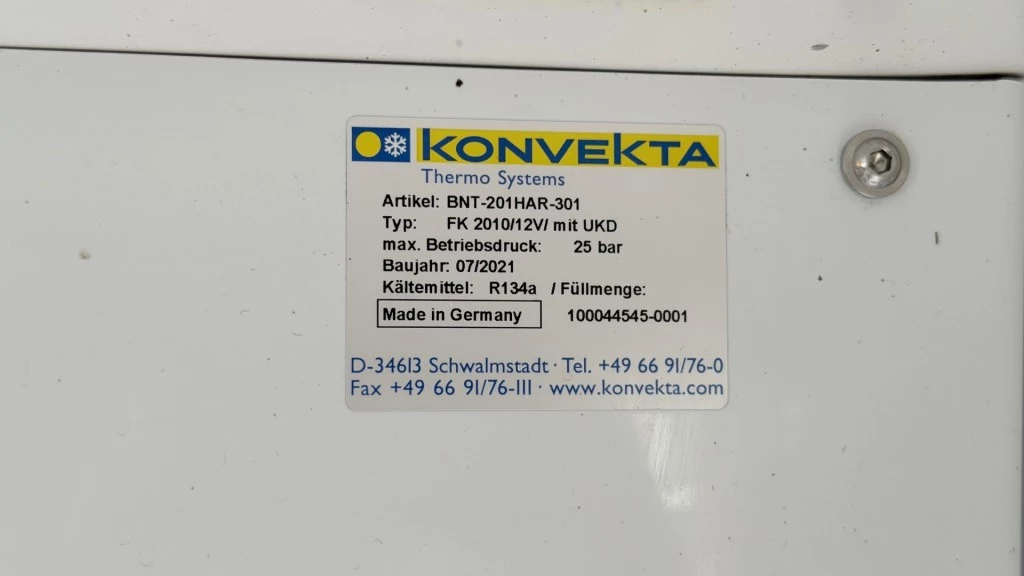 KONVEKTA
Thermo Systems
Artikel: BNT-201HAR-301
Typ: FK 2010/12V/ mit UKD
max. Betriebsdruck: 25 bar
Baujahr: 07/2021
Kältemittel: R134a / Füllmenge:
Made in Germany 100044545-0001
D-34613 Schwalmstadt · Tel. +49 66 91/76-0
Fax +49 66 91/76-111 · www.konvekta.com